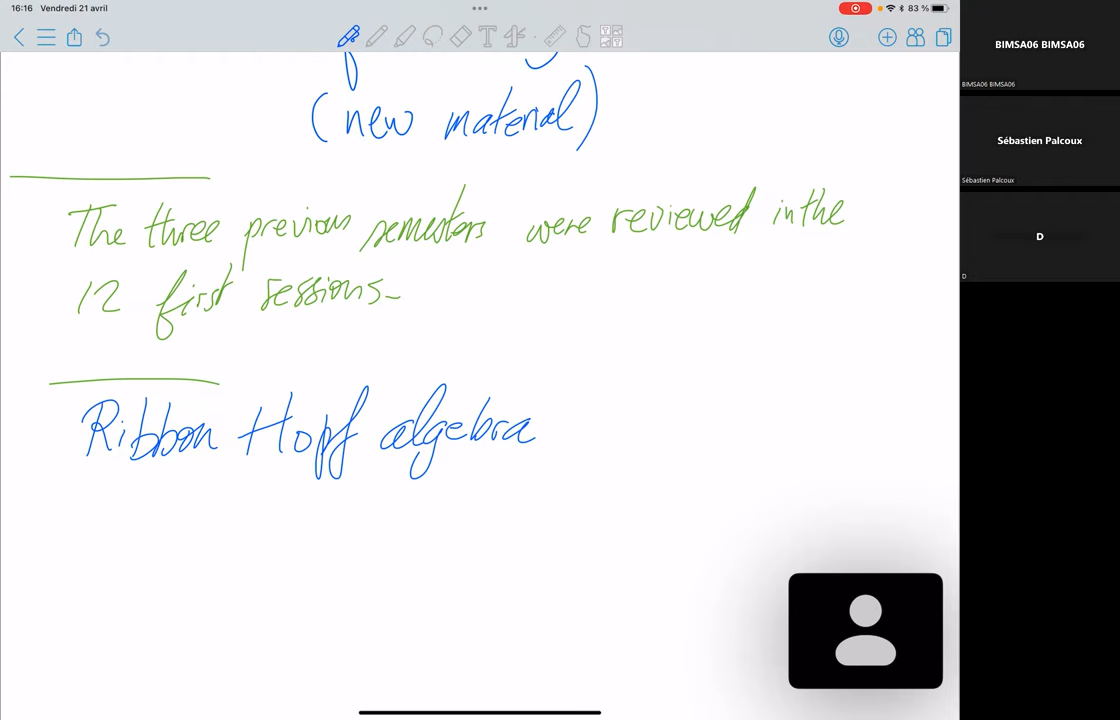 16:16 Vendredi 21 avril
83 %
(new material)
The three previous semesters were reviewed in the
12 first sessions.
Ribbon Hopf algebra
BIMSA06 BIMSA06
BIMSA06 BIMSA06
Sébastien Palcoux
Sébastien Palcoux
D
D